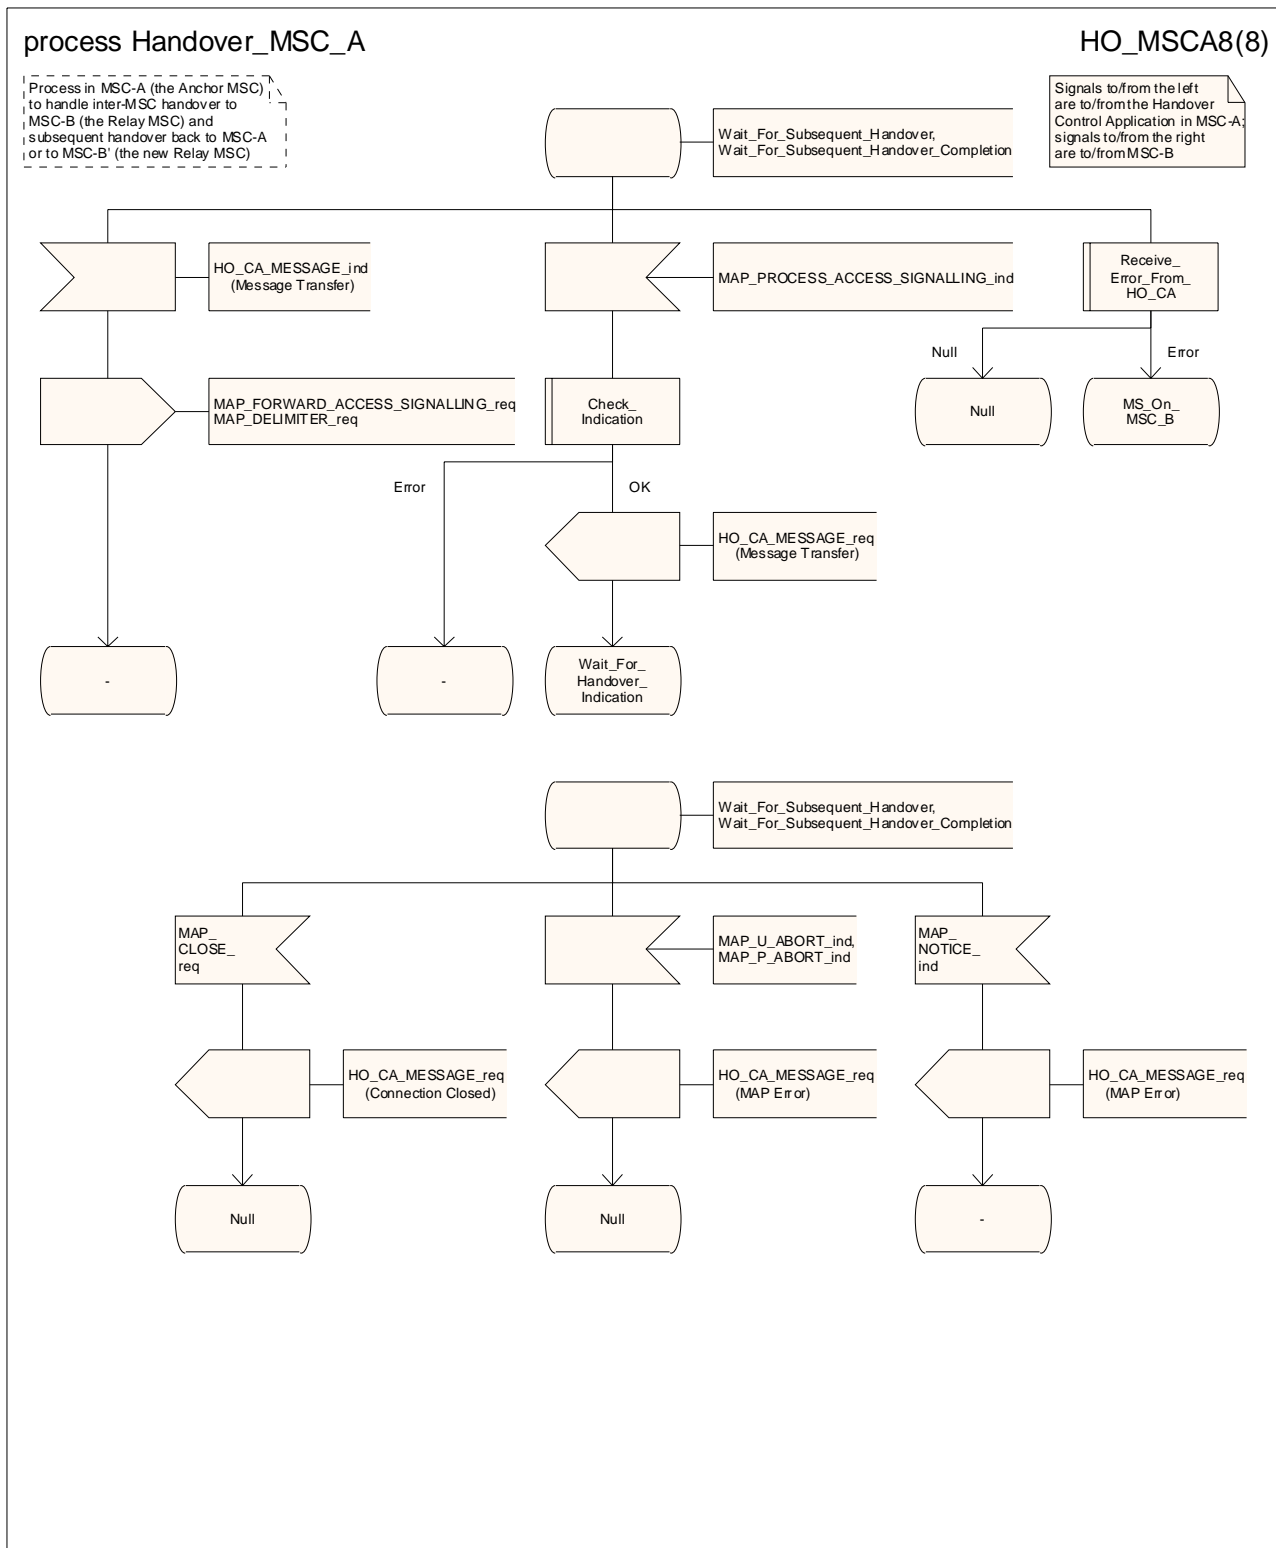 process Handover_MSC_A
HO_MSCA8(8)
Process in MSC-A (the Anchor MSC)
to handle inter-MSC handover to
MSC-B (the Relay MSC) and
subsequent handover back to MSC-A
or to MSC-B' (the new Relay MSC)
Signals to/from the left
are to/from the Handover
Control Application in MSC-A;
signals to/from the right
are to/from MSC-B
Wait_For_Subsequent_Handover,
Wait_For_Subsequent_Handover_Completion
HO_CA_MESSAGE_ind
(Message Transfer)
MAP_PROCESS_ACCESS_SIGNALLING_ind
Receive_
Error_From_
HO_CA
Null
Error
MAP_FORWARD_ACCESS_SIGNALLING_req
MAP_DELIMITER_req
Check_
Indication
Null
MS_On_
MSC_B
Error
OK
HO_CA_MESSAGE_req
(Message Transfer)
-
-
Wait_For_
Handover_
Indication
Wait_For_Subsequent_Handover,
Wait_For_Subsequent_Handover_Completion
MAP_
CLOSE_
req
MAP_U_ABORT_ind,
MAP_P_ABORT_ind
MAP_
NOTICE_
ind
HO_CA_MESSAGE_req
(Connection Closed)
HO_CA_MESSAGE_req
(MAP Error)
HO_CA_MESSAGE_req
(MAP Error)
Null
Null
-